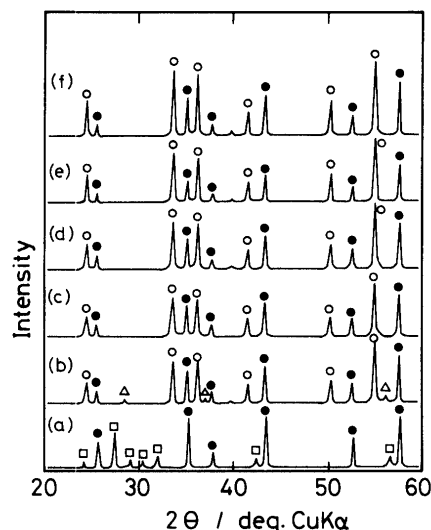 (f)
(e)
(d)
(c)
(b)
(a)
Intensity
20 30 40 50 60
2θ / deg. CuKα